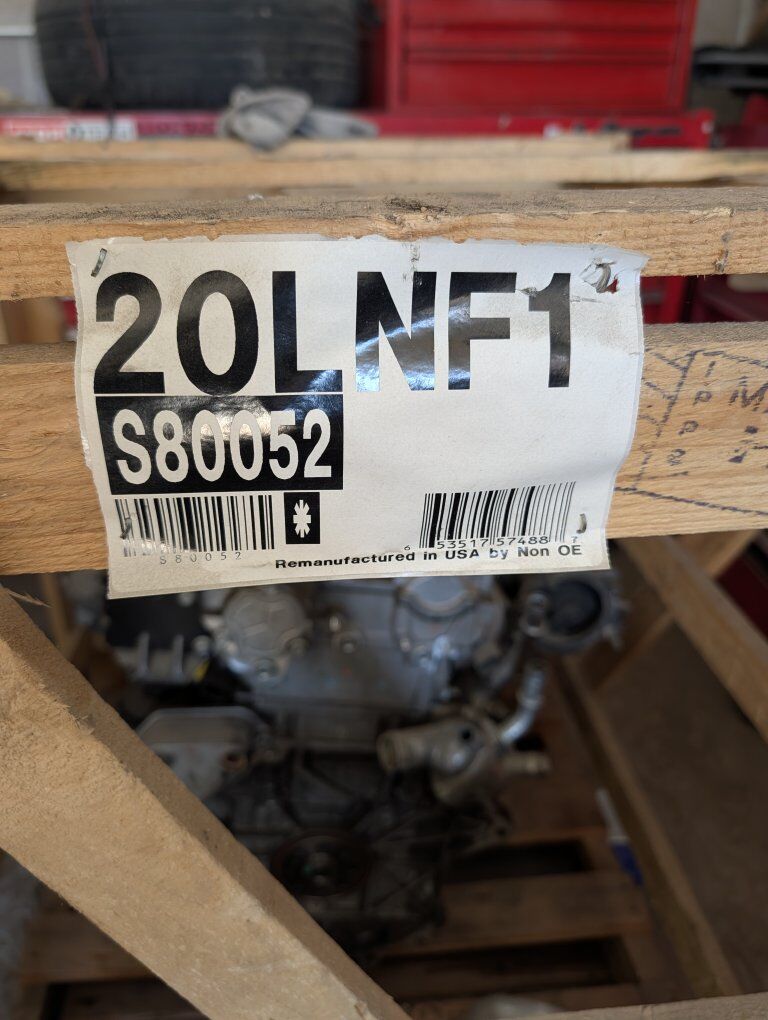 20LNF1
S80052
S80052
6 53517 57488 7
Remanufactured in USA by Non OE